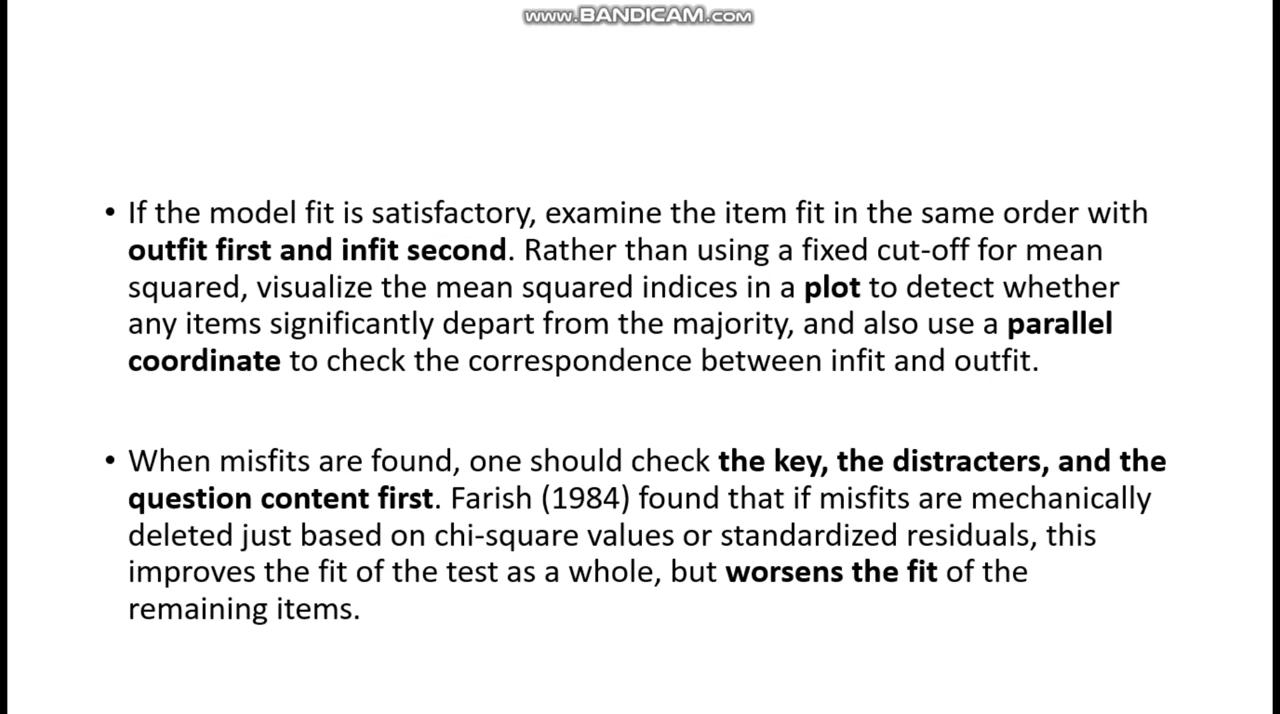 www.BANDICAM.com
• If the model fit is satisfactory, examine the item fit in the same order with
outfit first and infit second. Rather than using a fixed cut-off for mean
squared, visualize the mean squared indices in a plot to detect whether
any items significantly depart from the majority, and also use a parallel
coordinate to check the correspondence between infit and outfit.
• When misfits are found, one should check the key, the distracters, and the
question content first. Farish (1984) found that if misfits are mechanically
deleted just based on chi-square values or standardized residuals, this
improves the fit of the test as a whole, but worsens the fit of the
remaining items.